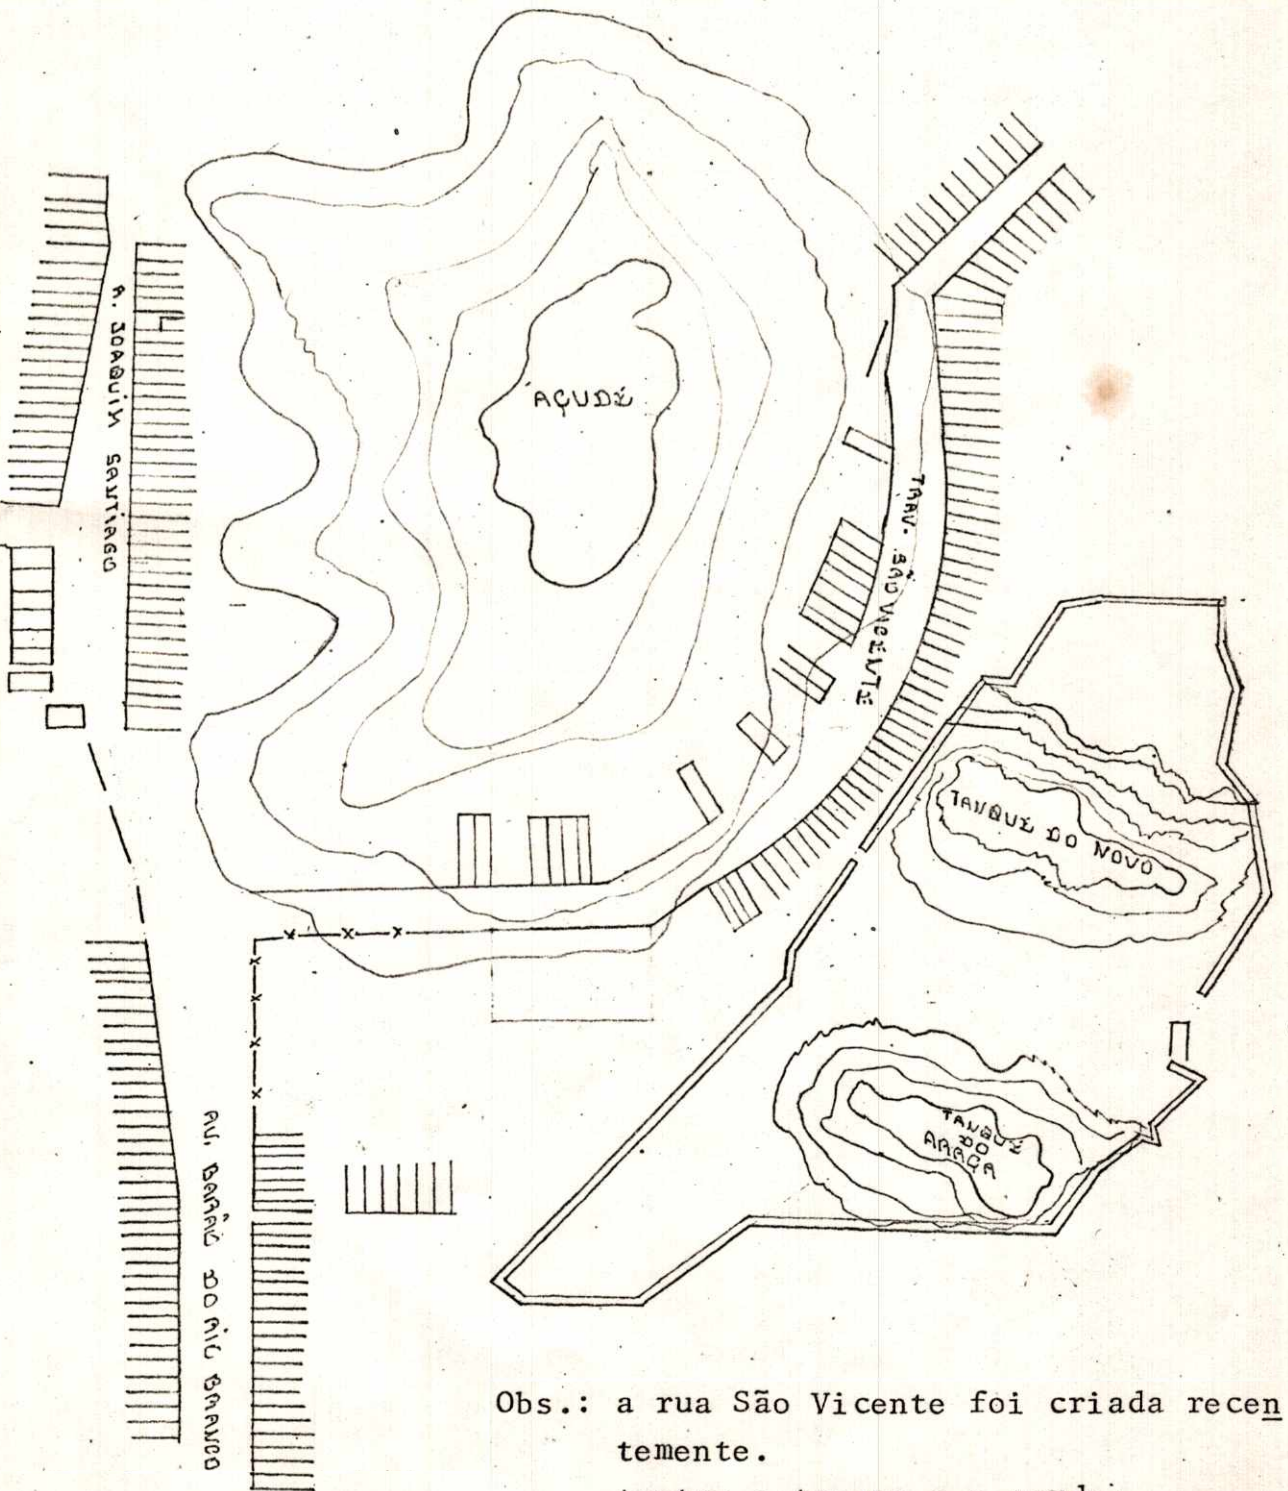 AÇUDE
R. JOAQUIM SANTIAGO
TRAV. SÃO VICENTE
TANQUE DO NOVO
TANQUE
DO
ARAÇA
AV. BARÃO DO RIO BRANCO
Obs.: a rua São Vicente foi criada recen
temente.